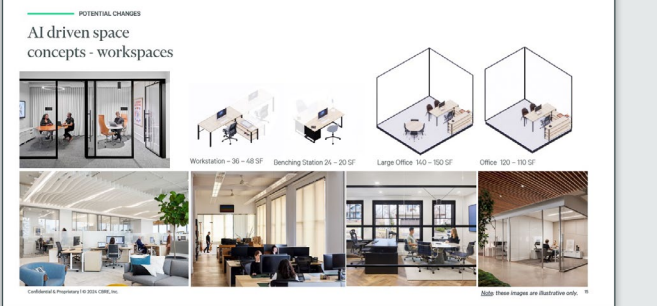 POTENTIAL CHANGES
AI driven space
concepts - workspaces
Workstation – 36 – 48 SF
Benching Station 24 – 20 SF
Large Office 140 – 150 SF
Office 120 – 110 SF
Confidential & Proprietary | © 2024 CBRE, Inc.
Note: these images are illustrative only.